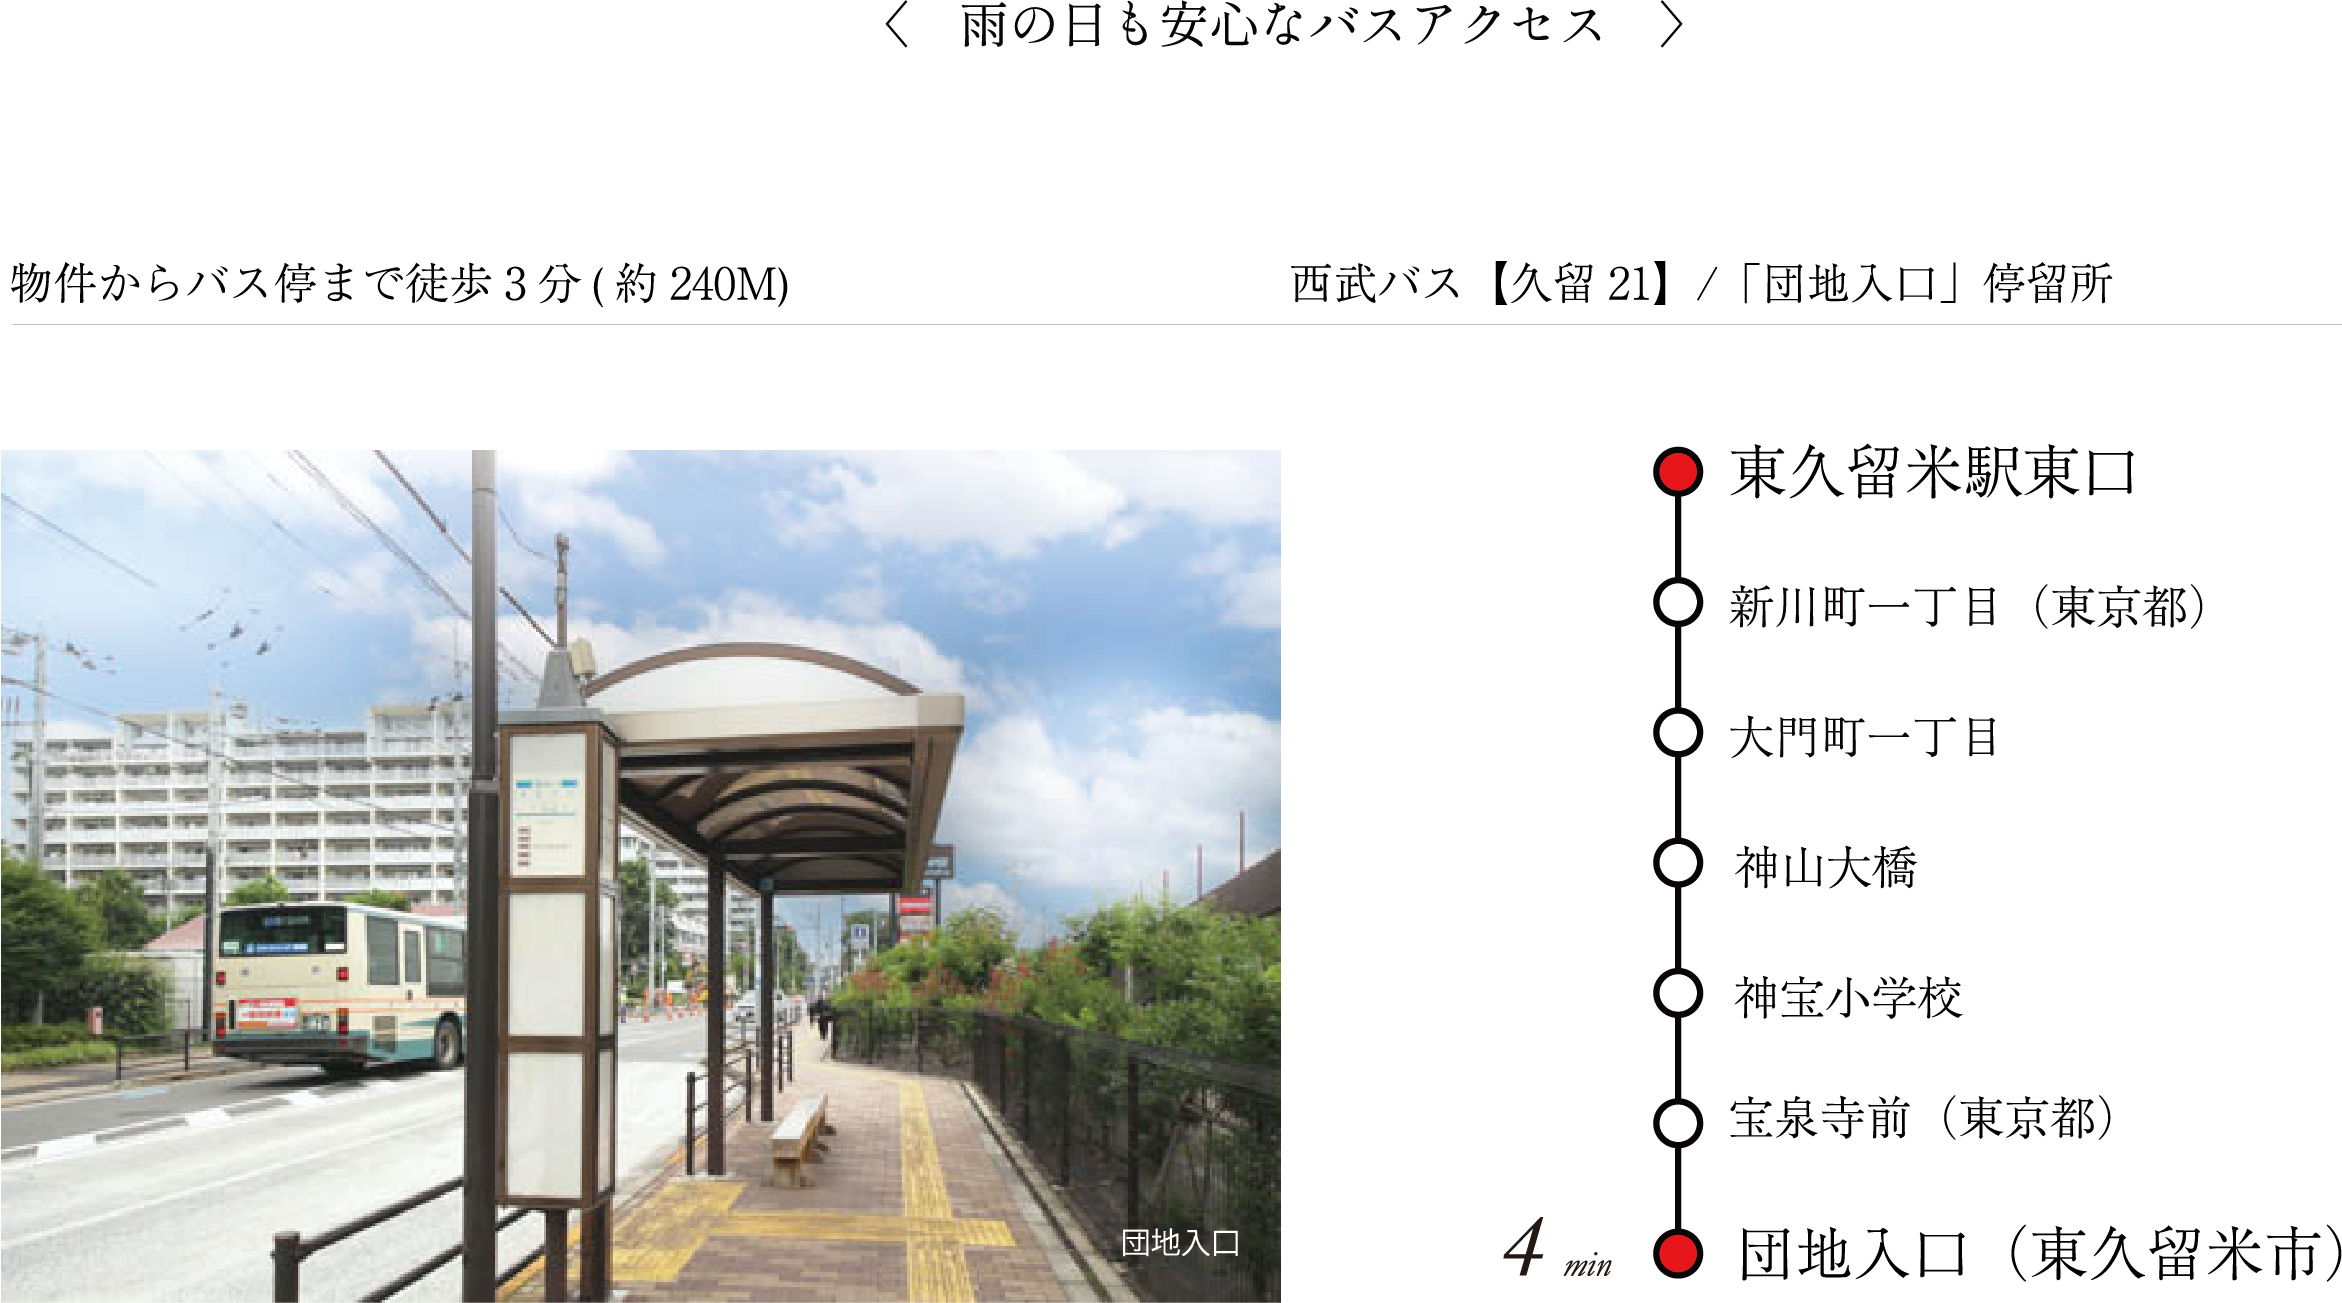 〈 雨の日も安心なバスアクセス 〉
物件からバス停まで徒歩 3 分 ( 約 240M)
西武バス【久留 21】/「団地入口」停留所
東久留米駅東口
新川町一丁目（東京都）
大門町一丁目
神山大橋
神宝小学校
宝泉寺前（東京都）
4 min
団地入口（東久留米市）
団地入口